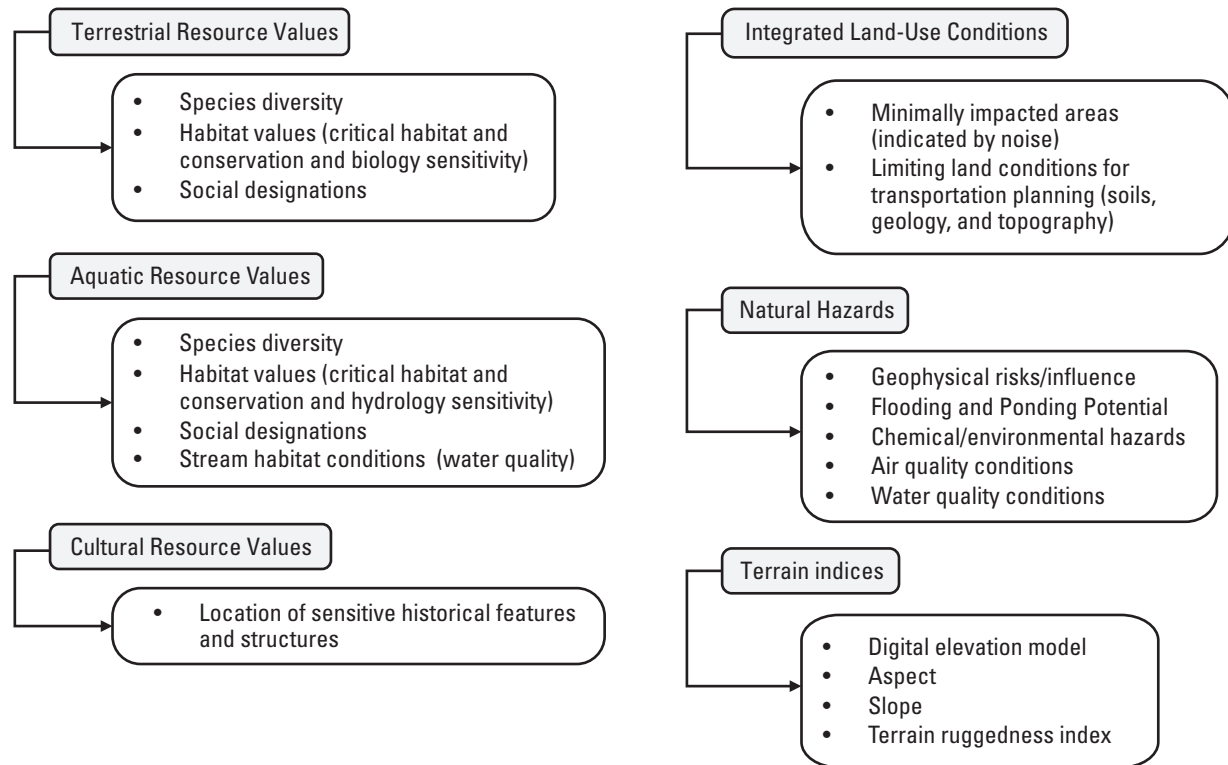 Terrestrial Resource Values
• Species diversity
• Habitat values (critical habitat and
conservation and biology sensitivity)
• Social designations
Aquatic Resource Values
• Species diversity
• Habitat values (critical habitat and
conservation and hydrology sensitivity)
• Social designations
• Stream habitat conditions (water quality)
Cultural Resource Values
• Location of sensitive historical features
and structures
Integrated Land-Use Conditions
• Minimally impacted areas
(indicated by noise)
• Limiting land conditions for
transportation planning (soils,
geology, and topography)
Natural Hazards
• Geophysical risks/influence
• Flooding and Ponding Potential
• Chemical/environmental hazards
• Air quality conditions
• Water quality conditions
Terrain indices
• Digital elevation model
• Aspect
• Slope
• Terrain ruggedness index